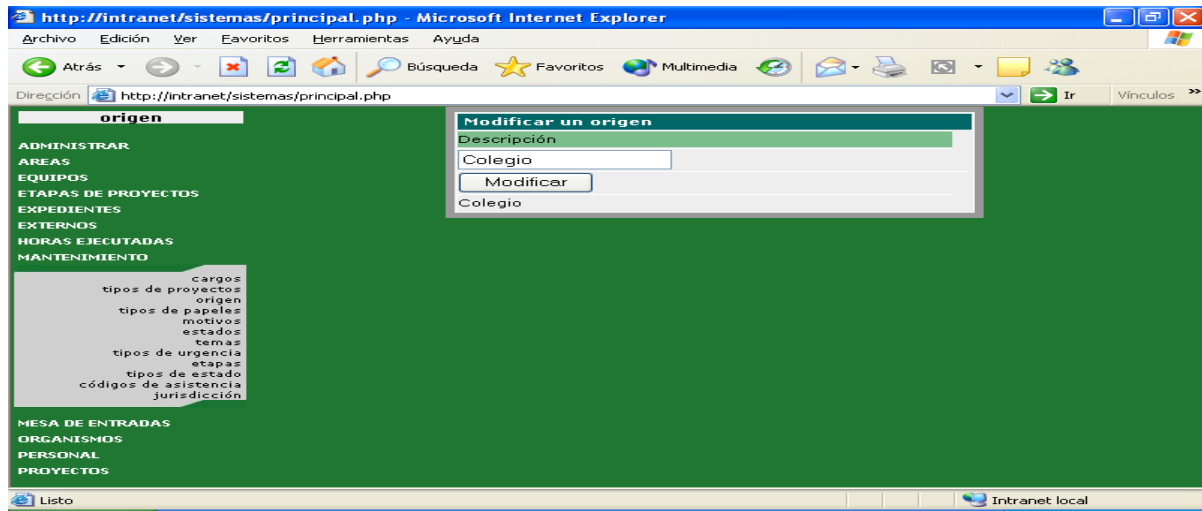 http://intranet/sistemas/principal.php - Microsoft Internet Explorer
Archivo Edición Ver Favoritos Herramientas Ayuda
Atrás Búsqueda Favoritos Multimedia
Dirección http://intranet/sistemas/principal.php Ir Vínculos »
origen
ADMINISTRAR
AREAS
EQUIPOS
ETAPAS DE PROYECTOS
EXPEDIENTES
EXTERNOS
HORAS EJECUTADAS
MANTENIMIENTO
cargos
tipos de proyectos
origen
tipos de papeles
motivos
estados
temas
tipos de urgencia
etapas
tipos de estado
códigos de asistencia
jurisdicción
MESA DE ENTRADAS
ORGANISMOS
PERSONAL
PROYECTOS
Modificar un origen
Descripción
Colegio
Modificar
Colegio
Listo Intranet local